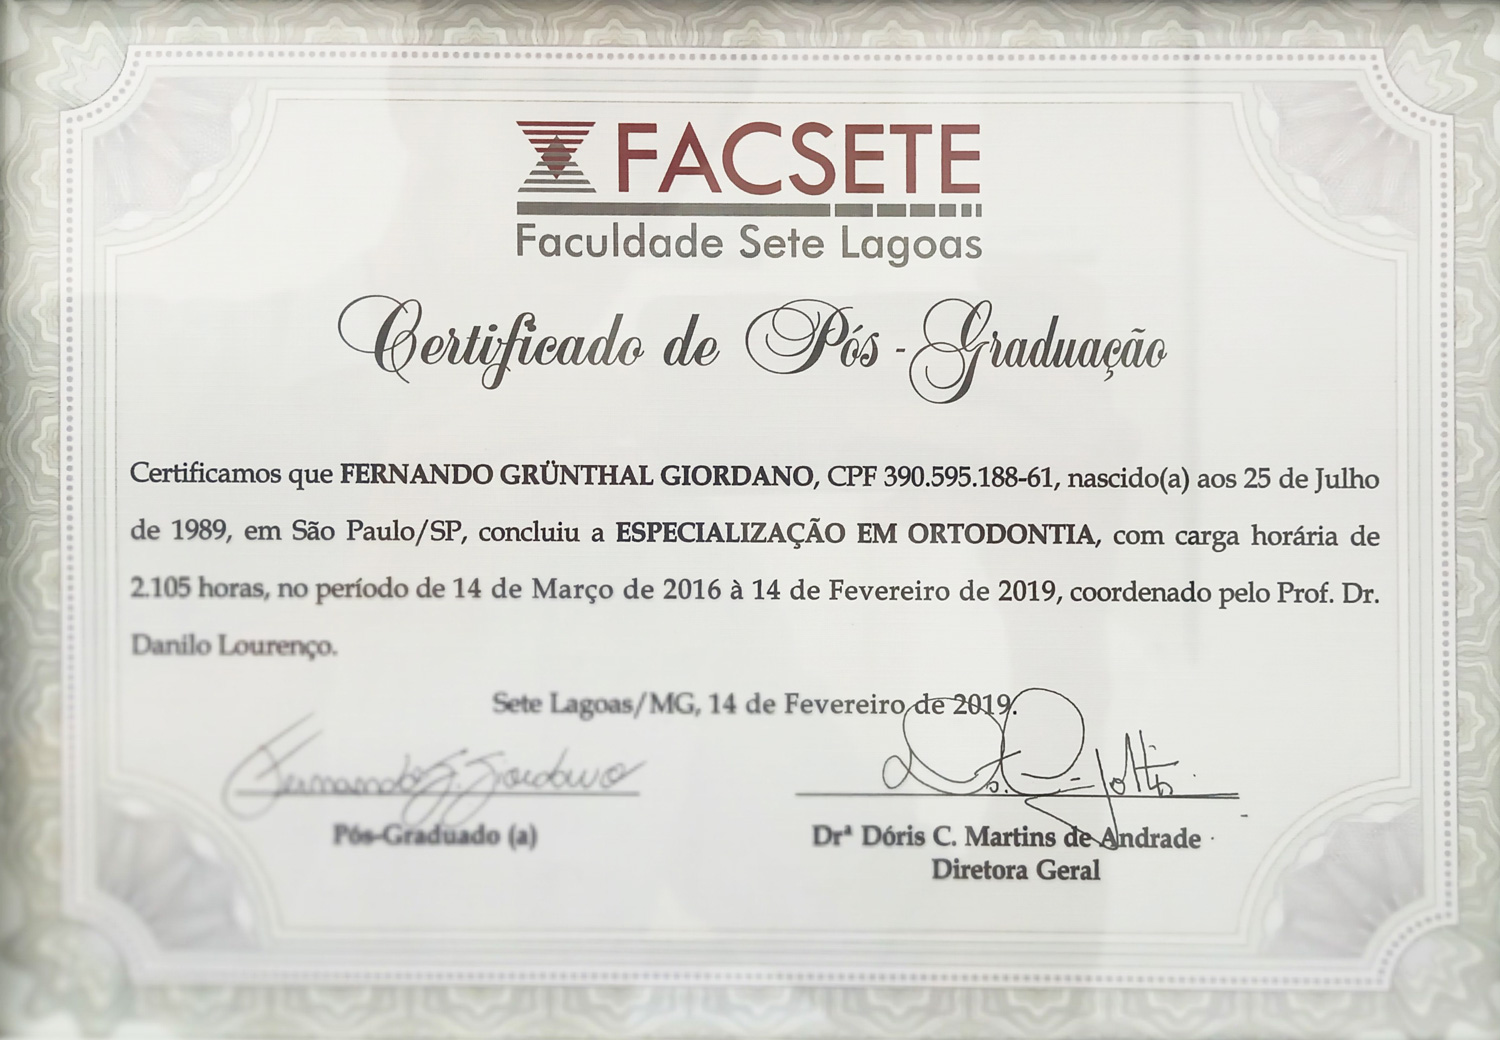 FACSETE
Faculdade Sete Lagoas
Certificado de Pós - Graduação
Certificamos que FERNANDO GRÜNTHAL GIORDANO, CPF 390.595.188-61, nascido(a) aos 25 de Julho
de 1989, em São Paulo/SP, concluiu a ESPECIALIZAÇÃO EM ORTODONTIA, com carga horária de
2.105 horas, no período de 14 de Março de 2016 à 14 de Fevereiro de 2019, coordenado pelo Prof. Dr.
Danilo Lourenço.
Sete Lagoas/MG, 14 de Fevereiro de 2019.
Fernando G. Giordano
Pós-Graduado (a)
Drª Dóris C. Martins de Andrade
Diretora Geral